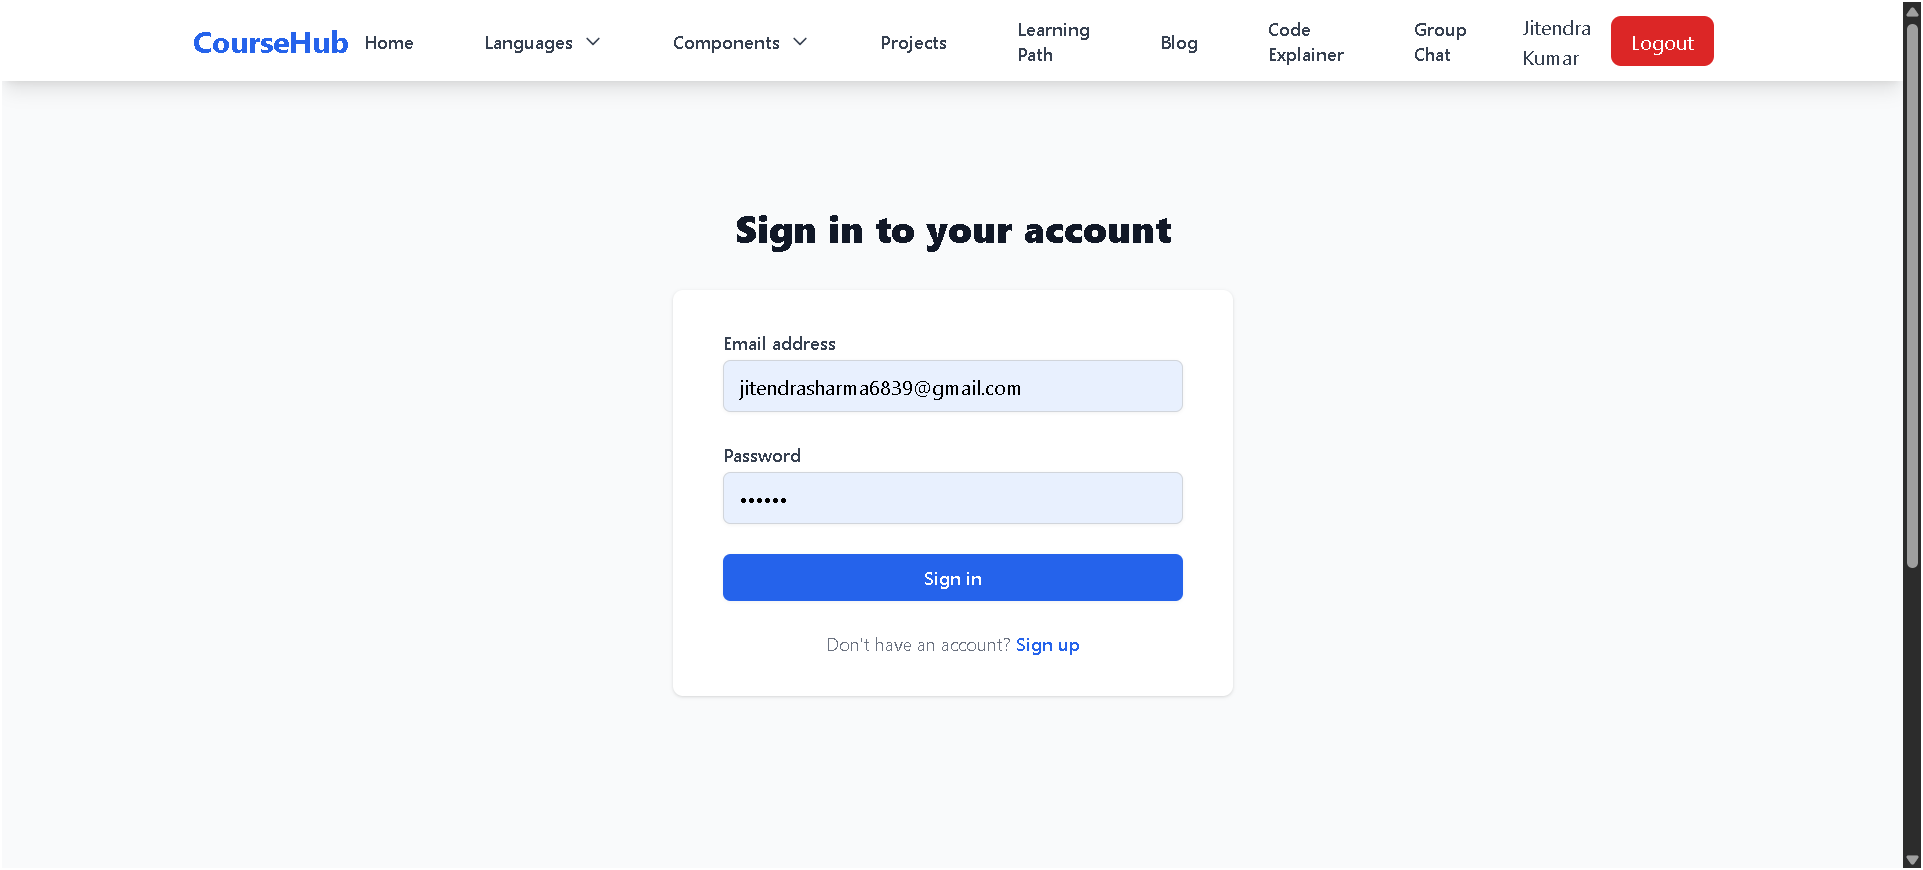 CourseHub Home Languages Components Projects Learning Path Blog Code Explainer Group Chat Jitendra Kumar Logout
Sign in to your account
Email address
jitendrasharma6839@gmail.com
Password
••••••
Sign in
Don't have an account? Sign up